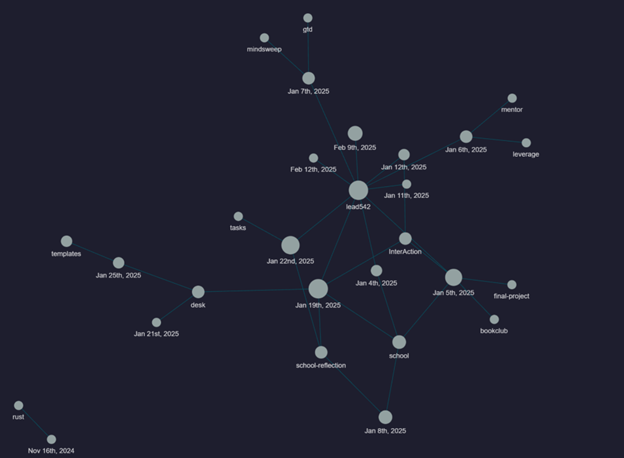 gtd
mindsweep
Jan 7th, 2025
mentor
Feb 9th, 2025
Jan 6th, 2025
leverage
Jan 12th, 2025
Feb 12th, 2025
Jan 11th, 2025
lead542
tasks
templates
InterAction
Jan 22nd, 2025
Jan 25th, 2025
Jan 4th, 2025
Jan 5th, 2025
final-project
desk
Jan 19th, 2025
bookclub
Jan 21st, 2025
school
school-reflection
rust
Jan 8th, 2025
Nov 16th, 2024